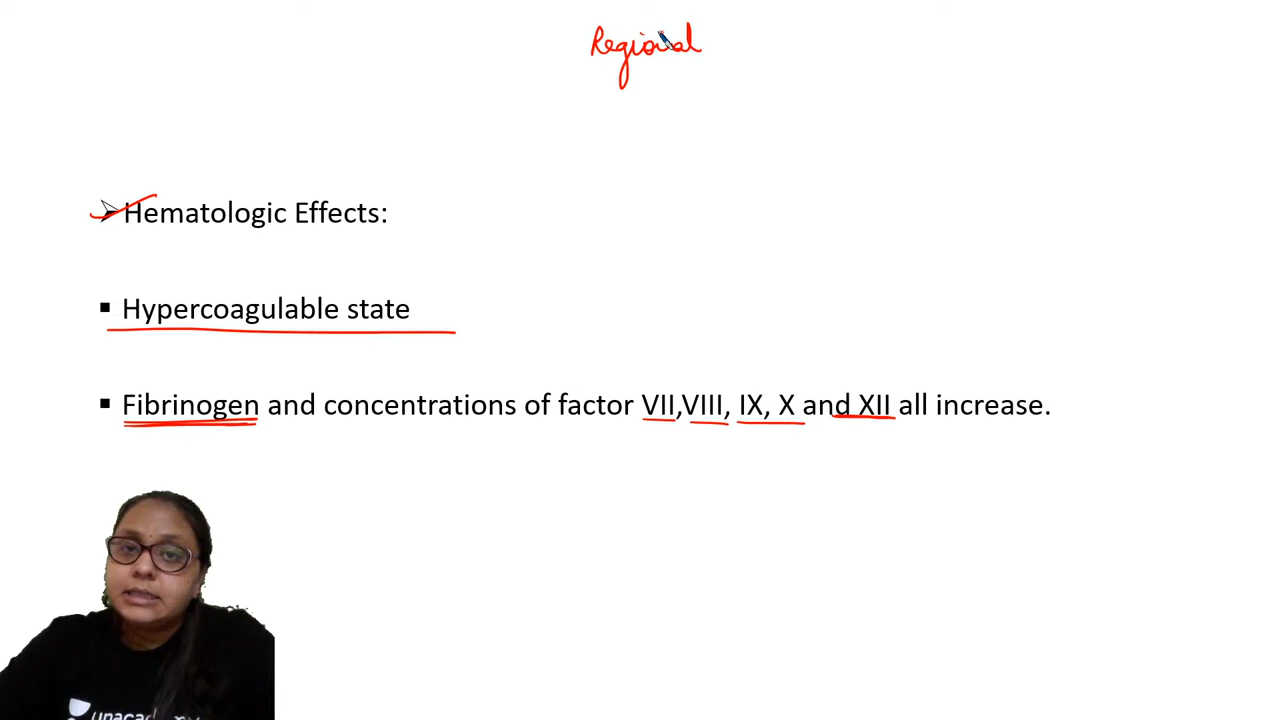 Regional
Hematologic Effects:
Hypercoagulable state
Fibrinogen and concentrations of factor VII,VIII, IX, X and XII all increase.